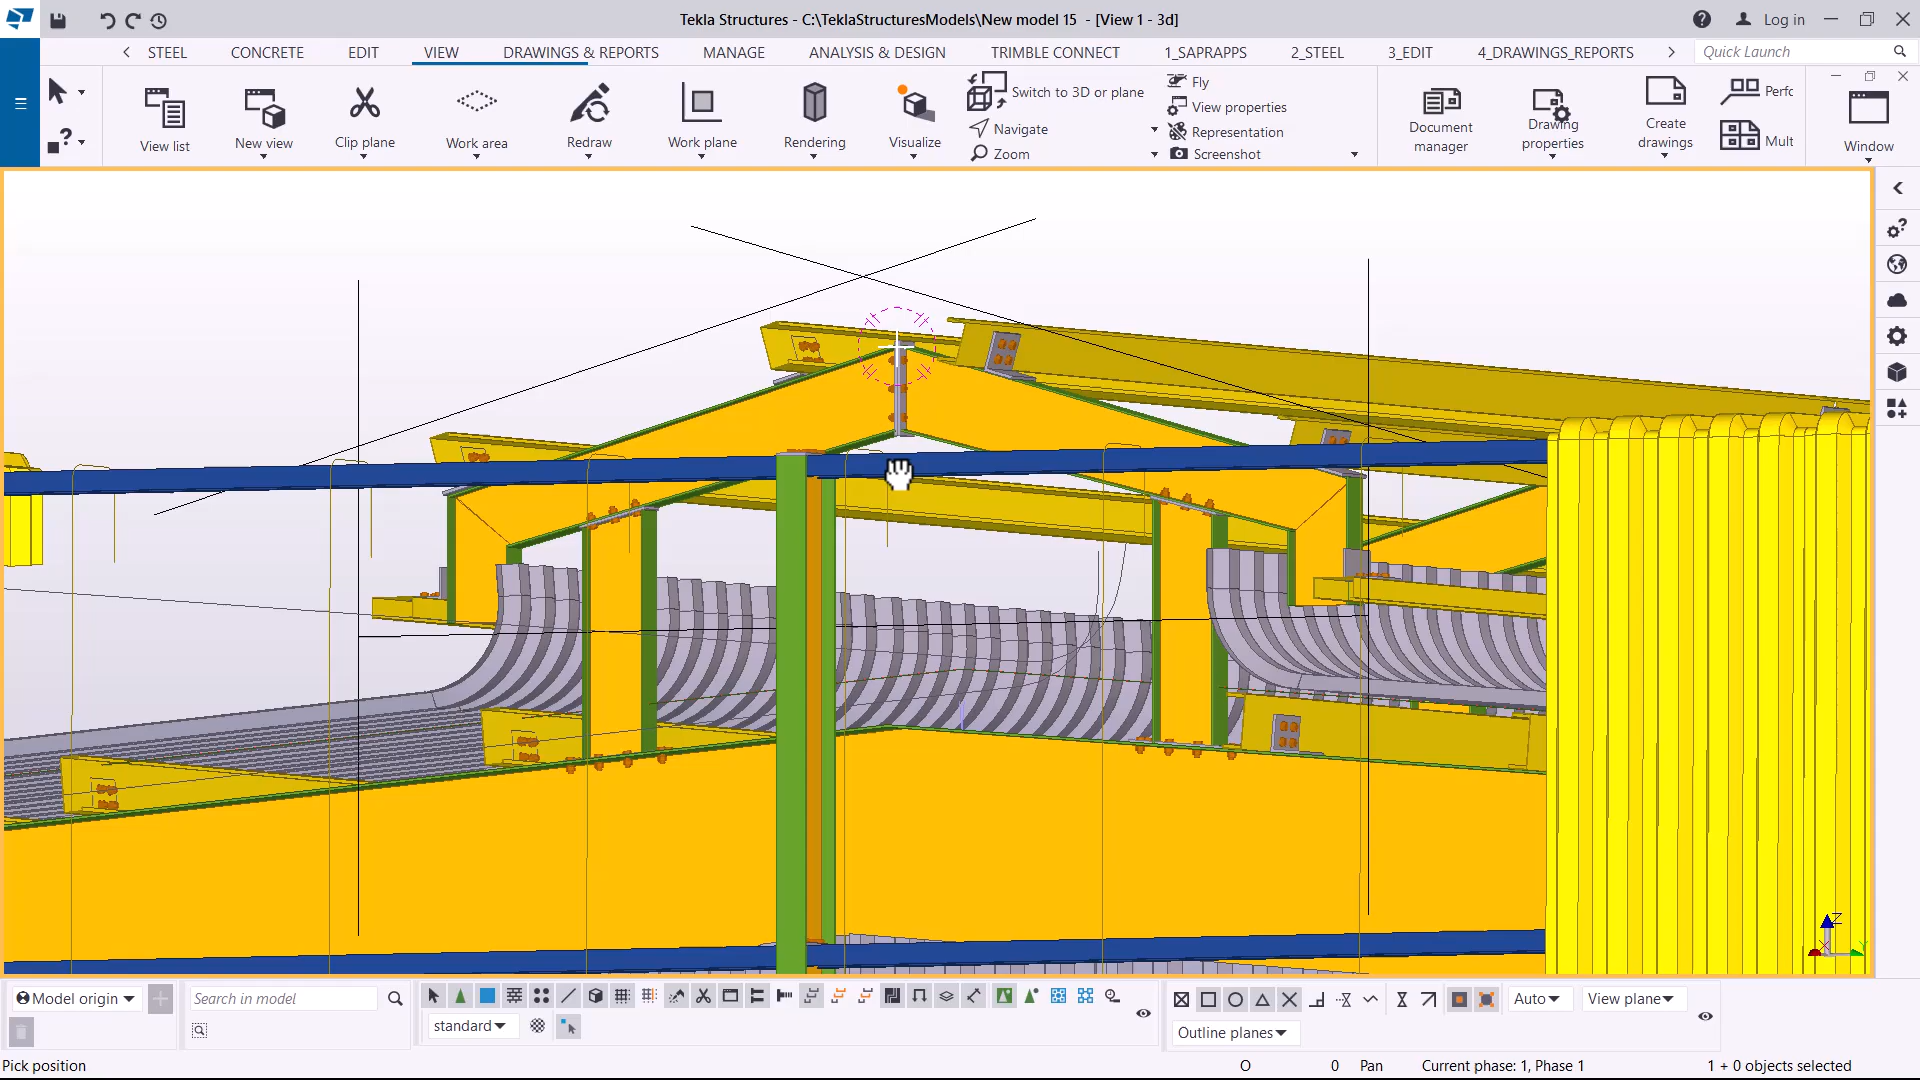 Tekla Structures - C:\TeklaStructuresModels\New model 15 - [View 1 - 3d]
Log in
STEEL CONCRETE EDIT VIEW DRAWINGS & REPORTS MANAGE ANALYSIS & DESIGN TRIMBLE CONNECT 1_SAPRAPPS 2_STEEL 3_EDIT 4_DRAWINGS_REPORTS Quick Launch
View list
New view
Clip plane
Work area
Redraw
Work plane
Rendering
Visualize
Switch to 3D or plane
Navigate
Zoom
Fly
View properties
Representation
Screenshot
Document manager
Drawing properties
Create drawings
Perfc
Mult
Window
Z
X
Y
Model origin
Search in model
standard
Auto
View plane
Outline planes
Pick position
O 0 Pan Current phase: 1, Phase 1 1 + 0 objects selected